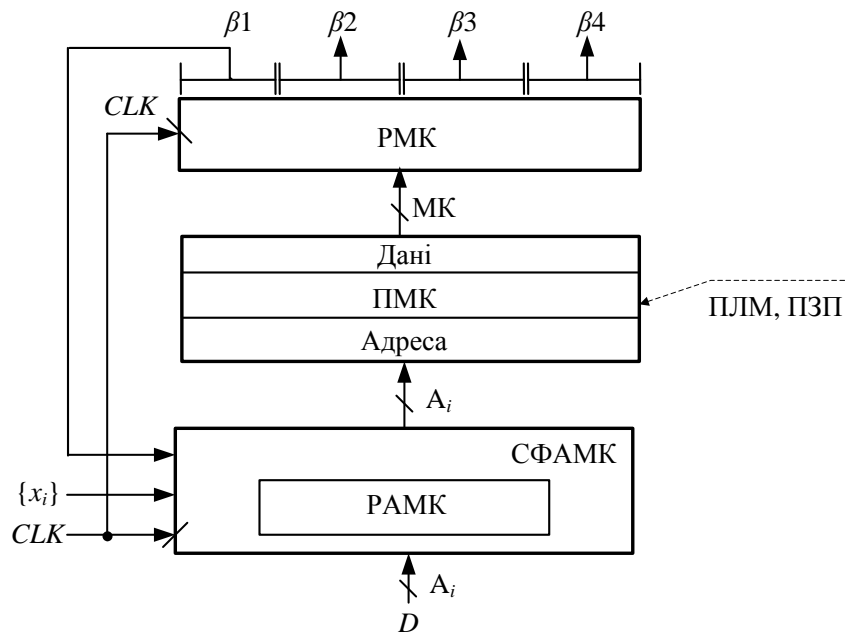 β1 β2 β3 β4
CLK
РМК
МК
Дані
ПМК
ПЛМ, ПЗП
Адреса
Aᵢ
СФАМК
{xᵢ}
РАМК
CLK
Aᵢ
D